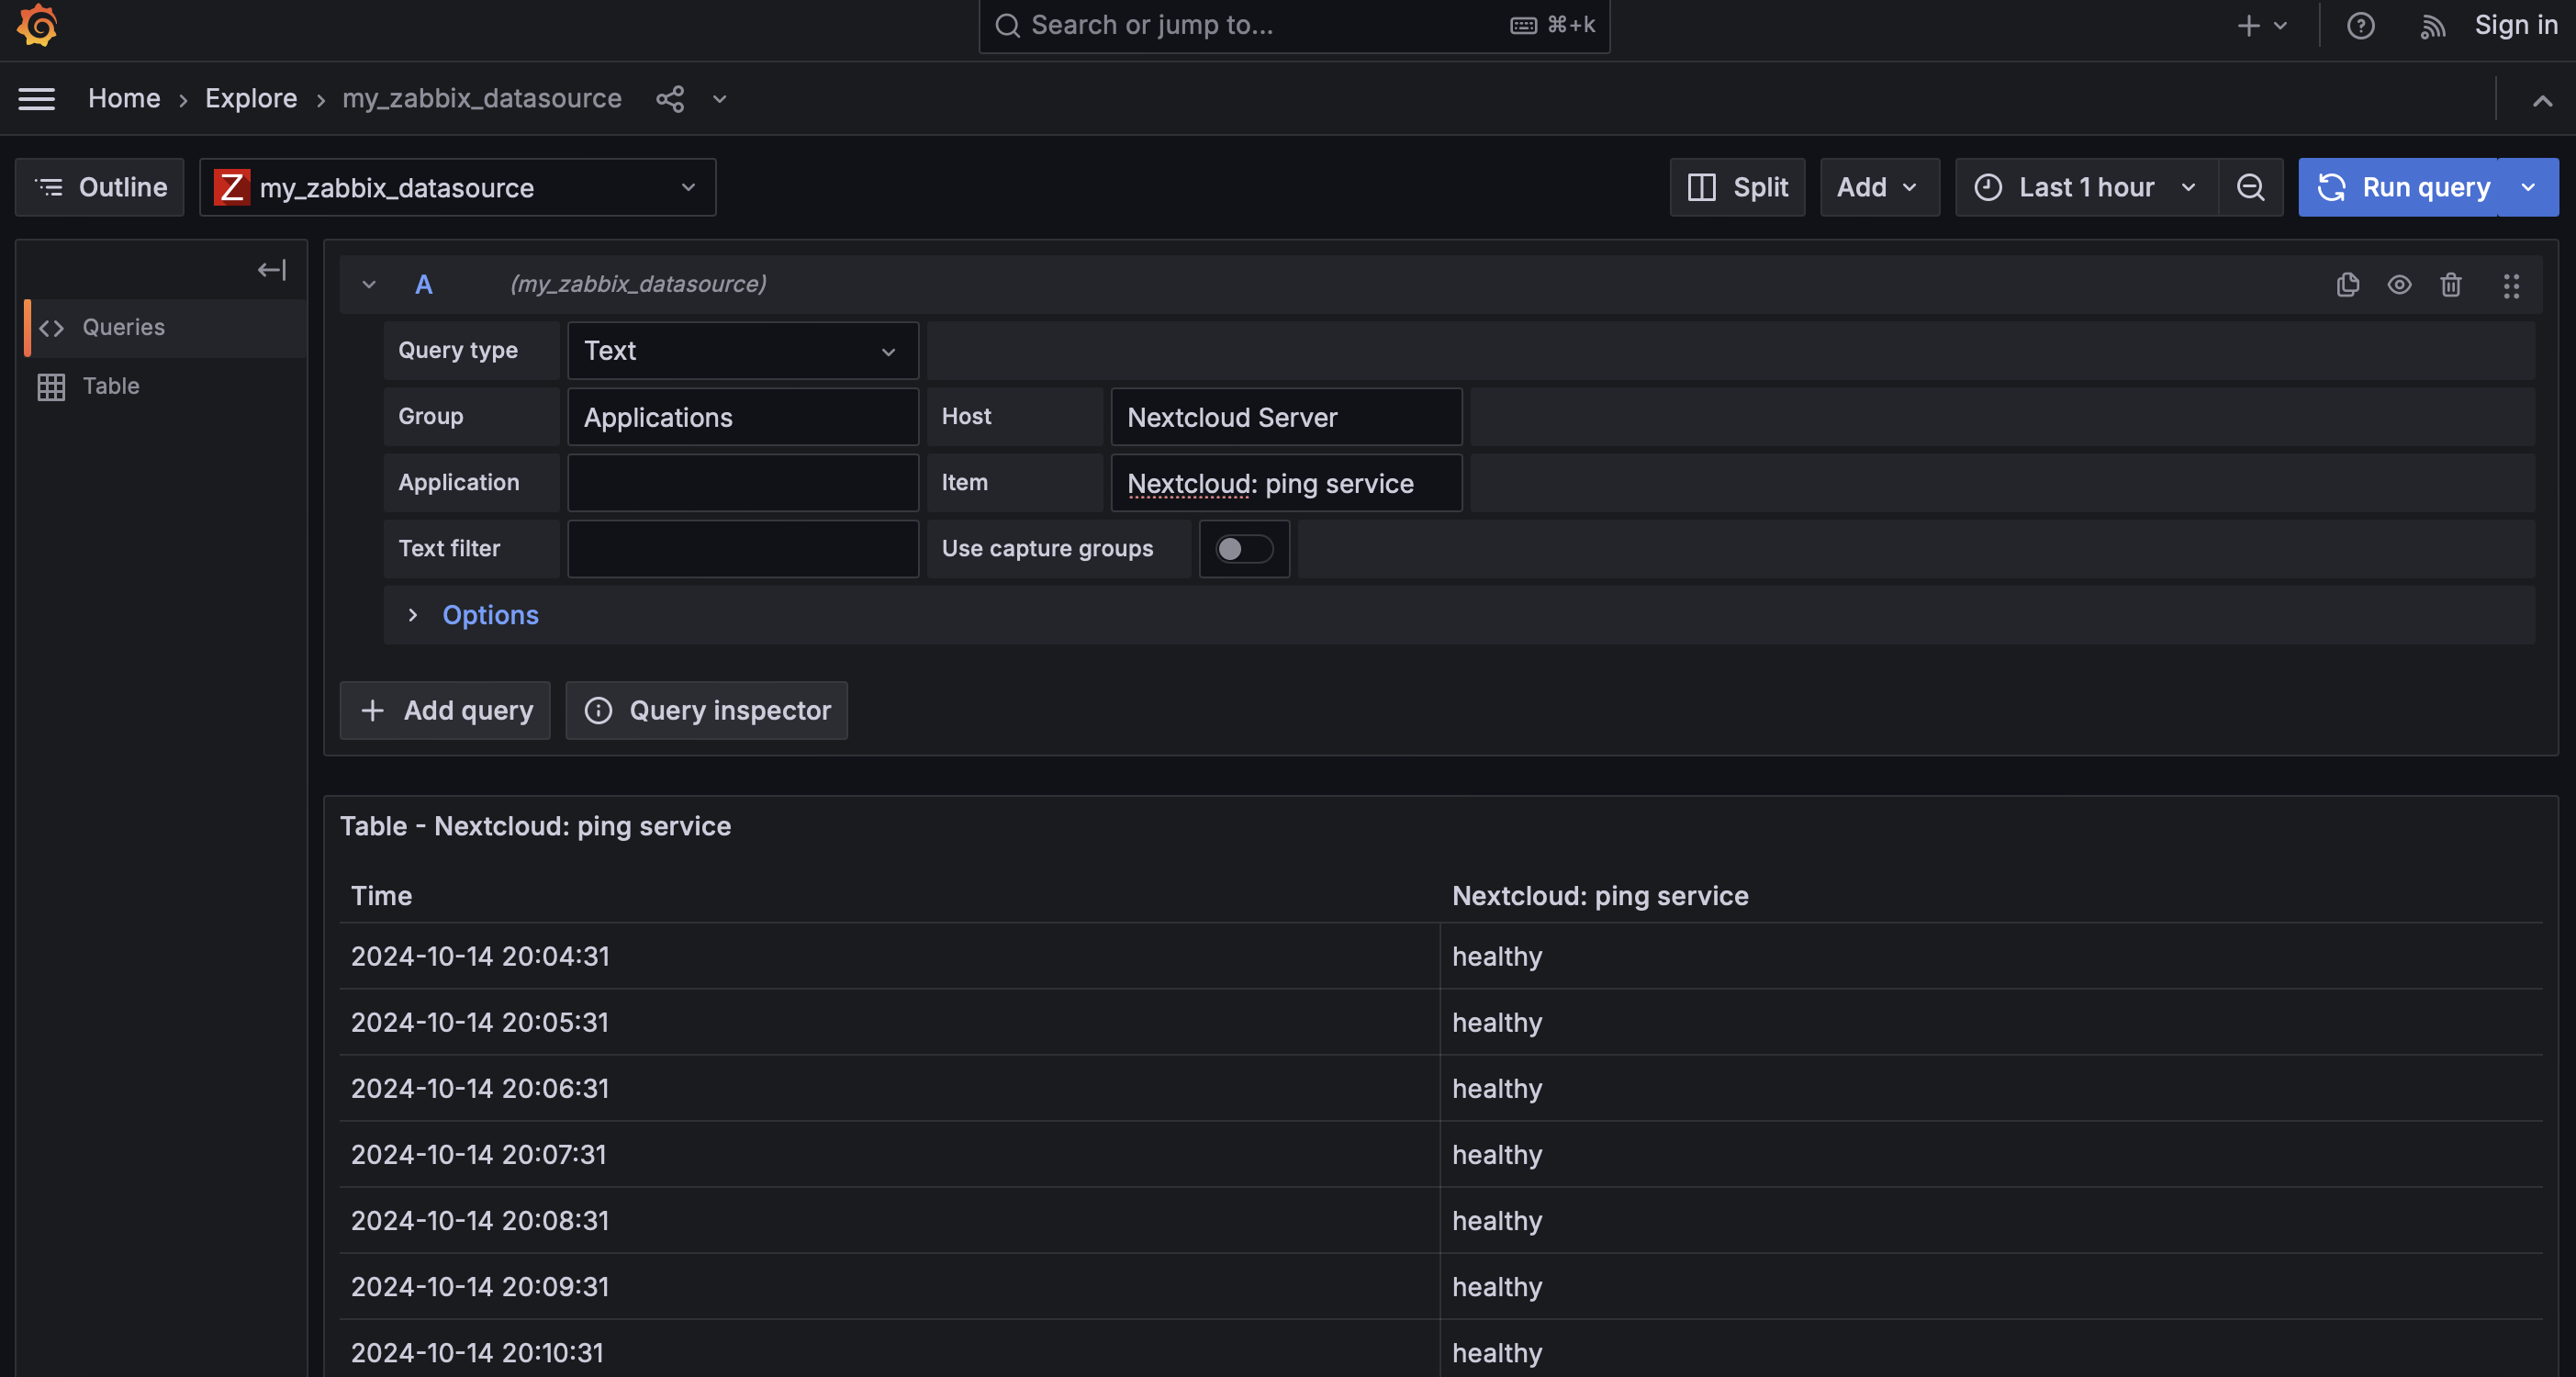 Search or jump to... ⌘+k Sign in
Home › Explore › my_zabbix_datasource
Outline Z my_zabbix_datasource Split Add Last 1 hour Run query
A (my_zabbix_datasource)
Queries
Query type Text
Table
Group Applications Host Nextcloud Server
Application Item Nextcloud: ping service
Text filter Use capture groups
Options
+ Add query Query inspector
Table - Nextcloud: ping service
Time Nextcloud: ping service
2024-10-14 20:04:31 healthy
2024-10-14 20:05:31 healthy
2024-10-14 20:06:31 healthy
2024-10-14 20:07:31 healthy
2024-10-14 20:08:31 healthy
2024-10-14 20:09:31 healthy
2024-10-14 20:10:31 healthy